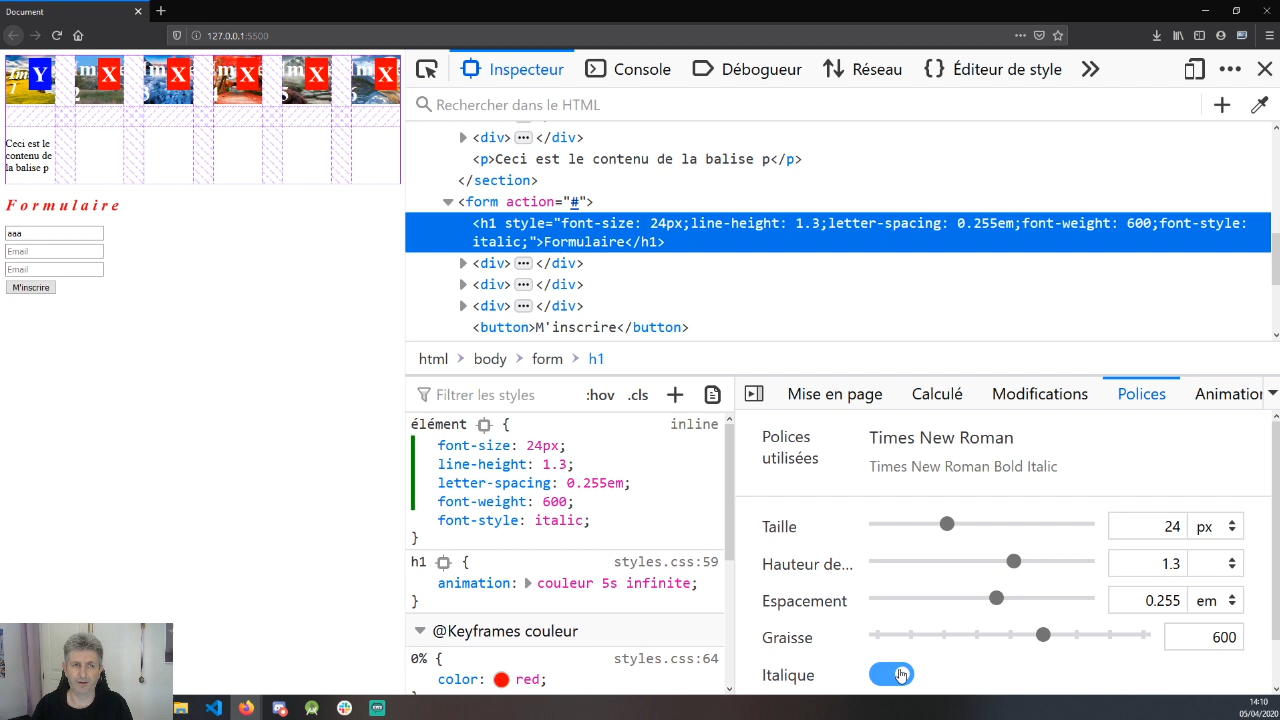 Document
127.0.0.1:5500
Y X X X X X
2
5
6
Ceci est le
contenu de
la balise p
Formulaire
aaa
Email
Email
M'inscrire
Inspecteur Console Débogueur Réseau Éditeur de style
Rechercher dans le HTML
<div> </div>
<p>Ceci est le contenu de la balise p</p>
</section>
<form action="#">
<h1 style="font-size: 24px;line-height: 1.3;letter-spacing: 0.255em;font-weight: 600;font-style:
italic;">Formulaire</h1>
<div> </div>
<div> </div>
<div> </div>
<button>M'inscrire</button>
html body form h1
Filtrer les styles :hov .cls
élément { inline
font-size: 24px;
line-height: 1.3;
letter-spacing: 0.255em;
font-weight: 600;
font-style: italic;
}
h1 { styles.css:59
animation: couleur 5s infinite;
}
@Keyframes couleur
0% { styles.css:64
color: red;
Mise en page Calculé Modifications Polices Animation
Polices
utilisées
Times New Roman
Times New Roman Bold Italic
Taille 24 px
Hauteur de... 1.3
Espacement 0.255 em
Graisse 600
Italique
14:10
05/04/2020